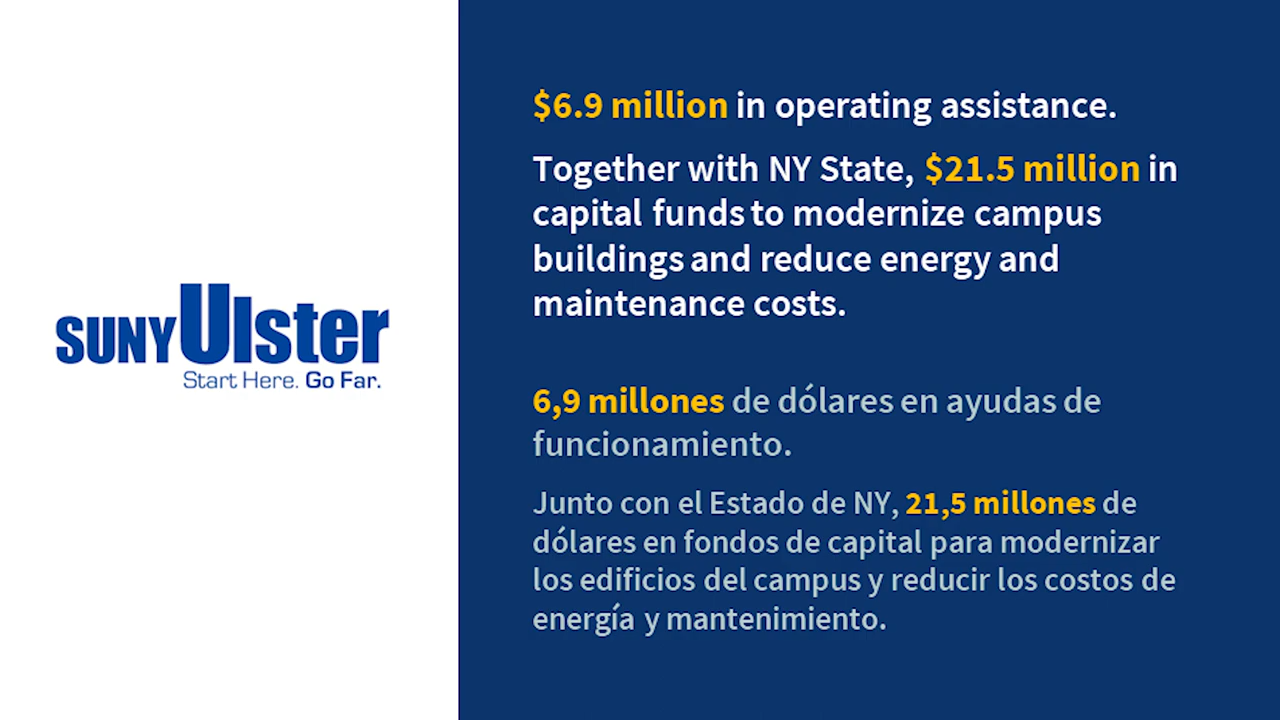 SUNY Ulster
Start Here. Go Far.
$6.9 million in operating assistance.
Together with NY State, $21.5 million in
capital funds to modernize campus
buildings and reduce energy and
maintenance costs.
6,9 millones de dólares en ayudas de
funcionamiento.
Junto con el Estado de NY, 21,5 millones de
dólares en fondos de capital para modernizar
los edificios del campus y reducir los costos de
energía y mantenimiento.